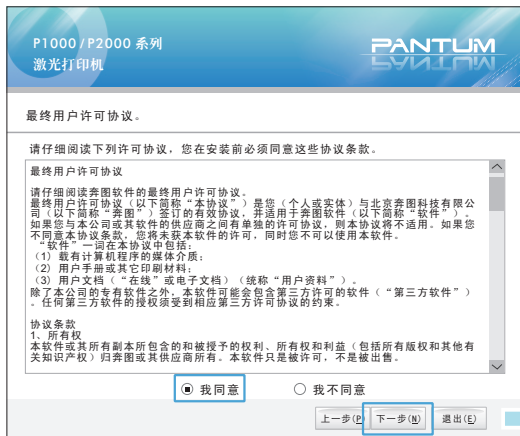 P1000/P2000 系列
激光打印机
PANTUM
最终用户许可协议。
请仔细阅读下列许可协议，您在安装前必须同意这些协议条款。
最终用户许可协议
请仔细阅读奔图软件的最终用户许可协议。
最终用户许可协议（以下简称“本协议”）是您（个人或实体）与北京奔图科技有限公
司（以下简称“奔图”）签订的有效协议，并适用于奔图软件（以下简称“软件”）。
如果您与本公司或其软件的供应商之间有单独的许可协议，则本协议将不适用。如果您
不同意本协议条款，您将未获本软件的许可，同时您不可以使用本软件。
“软件”一词在本协议中包括：
(1) 载有计算机程序的媒体介质；
(2) 用户手册或其它印刷材料；
(3) 用户文档（“在线”或电子文档）（统称“用户资料”）。
除了本公司的专有软件之外，本软件可能会包含第三方许可的软件（“第三方软件”）
。任何第三方软件的授权须受到相应第三方许可协议的约束。
协议条款
1、所有权
本软件或其所有副本所包含的和被授予的权利、所有权和利益（包括所有版权和其他有
关知识产权）归奔图或其供应商所有。本软件只是被许可，不是被出售。
我同意 我不同意
上一步(P 下一步(N) 退出(E)